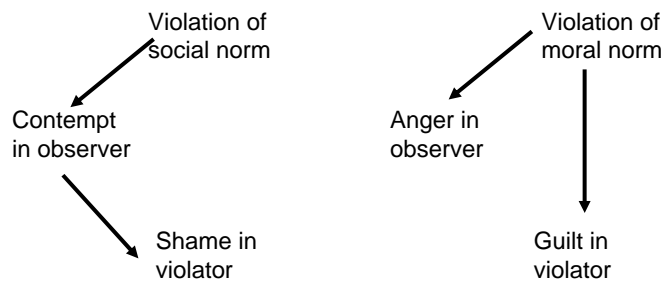 Violation of
social norm
Contempt
in observer
Shame in
violator
Violation of
moral norm
Anger in
observer
Guilt in
violator